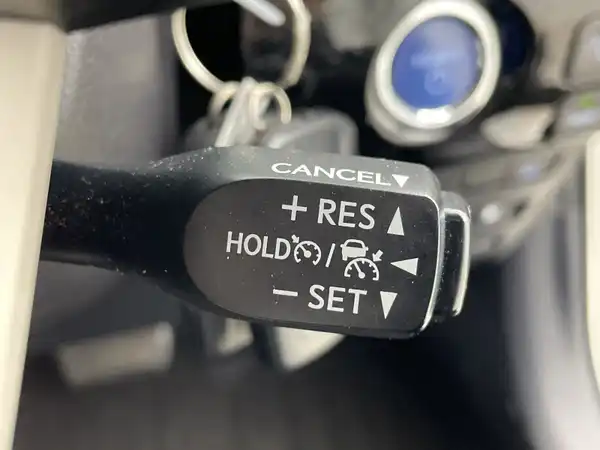 CANCEL▼
+ RES ▲
HOLD / ◀
− SET ▼